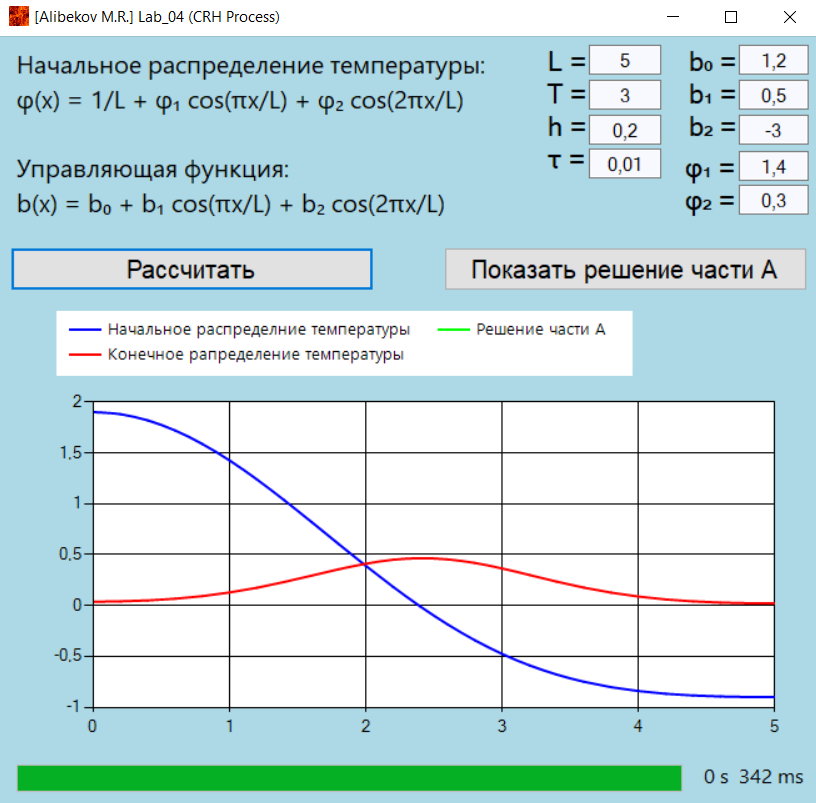 [Alibekov M.R.] Lab_04 (CRH Process)
Начальное распределение температуры:
φ(x) = 1/L + φ₁ cos(πx/L) + φ₂ cos(2πx/L)
Управляющая функция:
b(x) = b₀ + b₁ cos(πx/L) + b₂ cos(2πx/L)
L = 5
T = 3
h = 0,2
τ = 0,01
b₀ = 1,2
b₁ = 0,5
b₂ = -3
φ₁ = 1,4
φ₂ = 0,3
Рассчитать
Показать решение части А
Начальное распределние температуры
Решение части А
Конечное рапределение температуры
2
1,5
1
0,5
0
-0,5
-1
0 1 2 3 4 5
0 s 342 ms